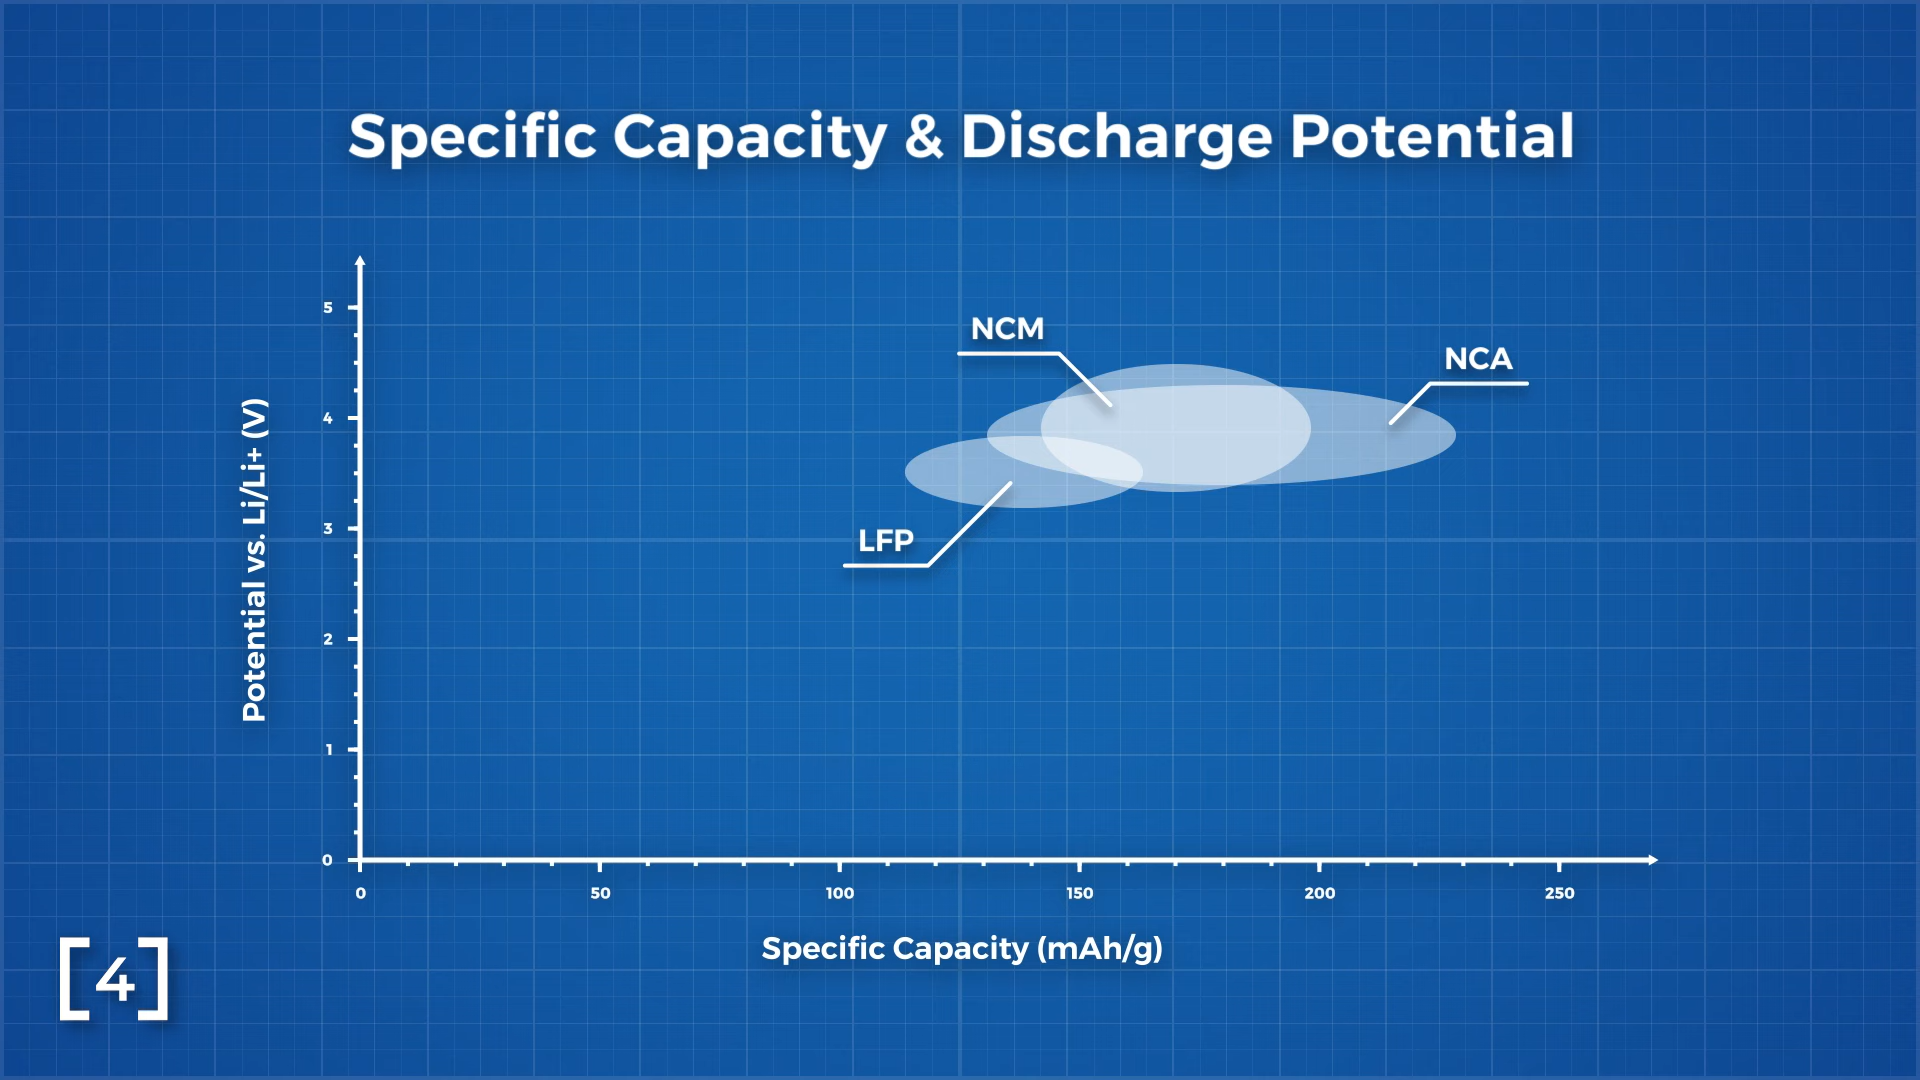 Specific Capacity & Discharge Potential
5
4
3
2
1
0
Potential vs. Li/Li+ (V)
NCM
NCA
LFP
0
50
100
150
200
250
Specific Capacity (mAh/g)
[4]